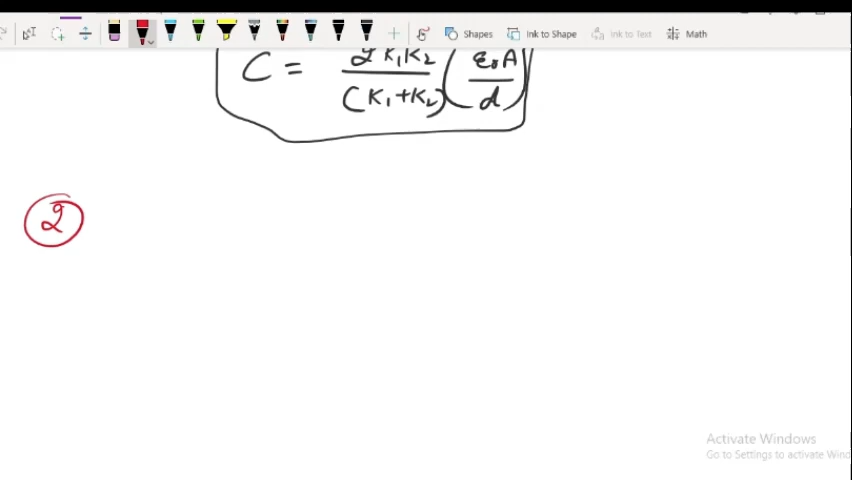 Shapes Ink to Shape Ink to Text Math
C = 2K₁K₂/(K₁+K₂) (ε₀A/d)
2
Activate Windows
Go to Settings to activate Wind